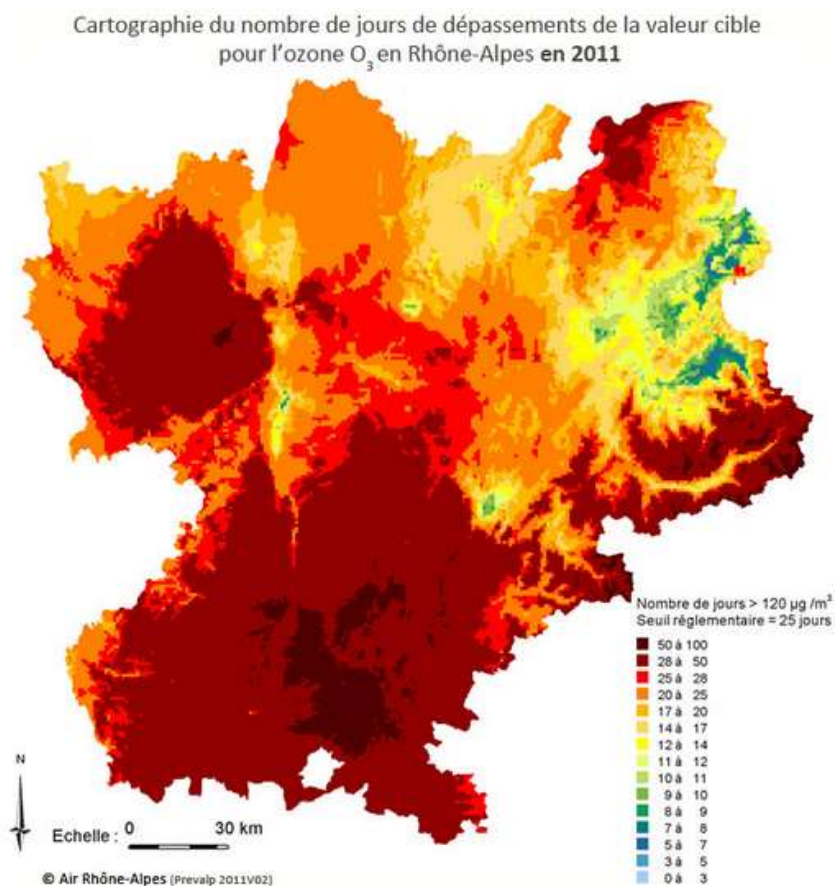 Cartographie du nombre de jours de dépassements de la valeur cible
pour l'ozone O₃ en Rhône-Alpes en 2011
Nombre de jours > 120 µg /m³
Seuil règlementaire = 25 jours
50 à 100
28 à 50
25 à 28
20 à 25
17 à 20
14 à 17
12 à 14
11 à 12
10 à 11
9 à 10
8 à 9
7 à 8
5 à 7
3 à 5
0 à 3
N
Echelle : 0 30 km
© Air Rhône-Alpes (Prevalp 2011V02)